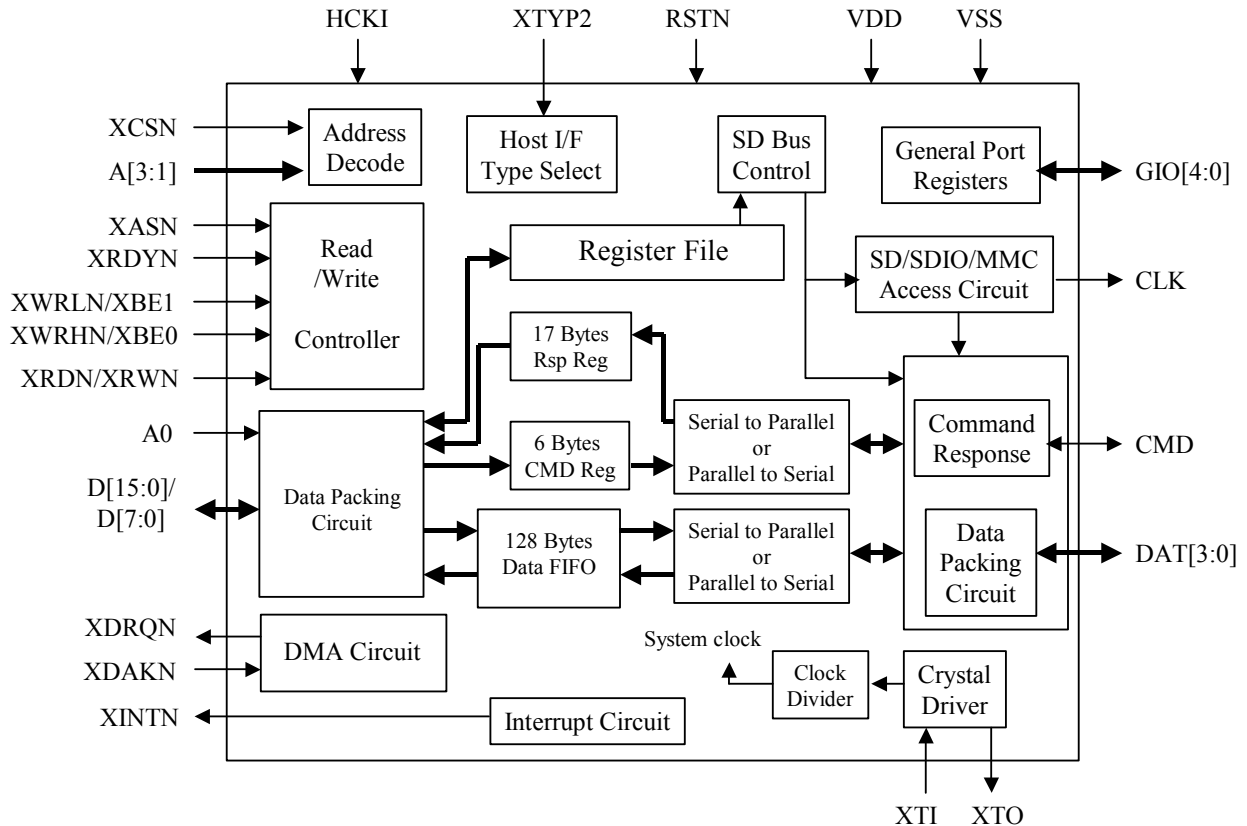 HCKI
XTYP2
RSTN
VDD
VSS
XCSN
A[3:1]
Address
Decode
Host I/F
Type Select
SD Bus
Control
General Port
Registers
GIO[4:0]
XASN
XRDYN
XWRLN/XBE1
XWRHN/XBE0
XRDN/XRWN
Read
/Write
Controller
Register File
SD/SDIO/MMC
Access Circuit
CLK
17 Bytes
Rsp Reg
A0
D[15:0]/
D[7:0]
Data Packing
Circuit
6 Bytes
CMD Reg
Serial to Parallel
or
Parallel to Serial
Command
Response
CMD
128 Bytes
Data FIFO
Serial to Parallel
or
Parallel to Serial
Data
Packing
Circuit
DAT[3:0]
XDRQN
XDAKN
DMA Circuit
System clock
Clock
Divider
Crystal
Driver
XINTN
Interrupt Circuit
XTI
XTO